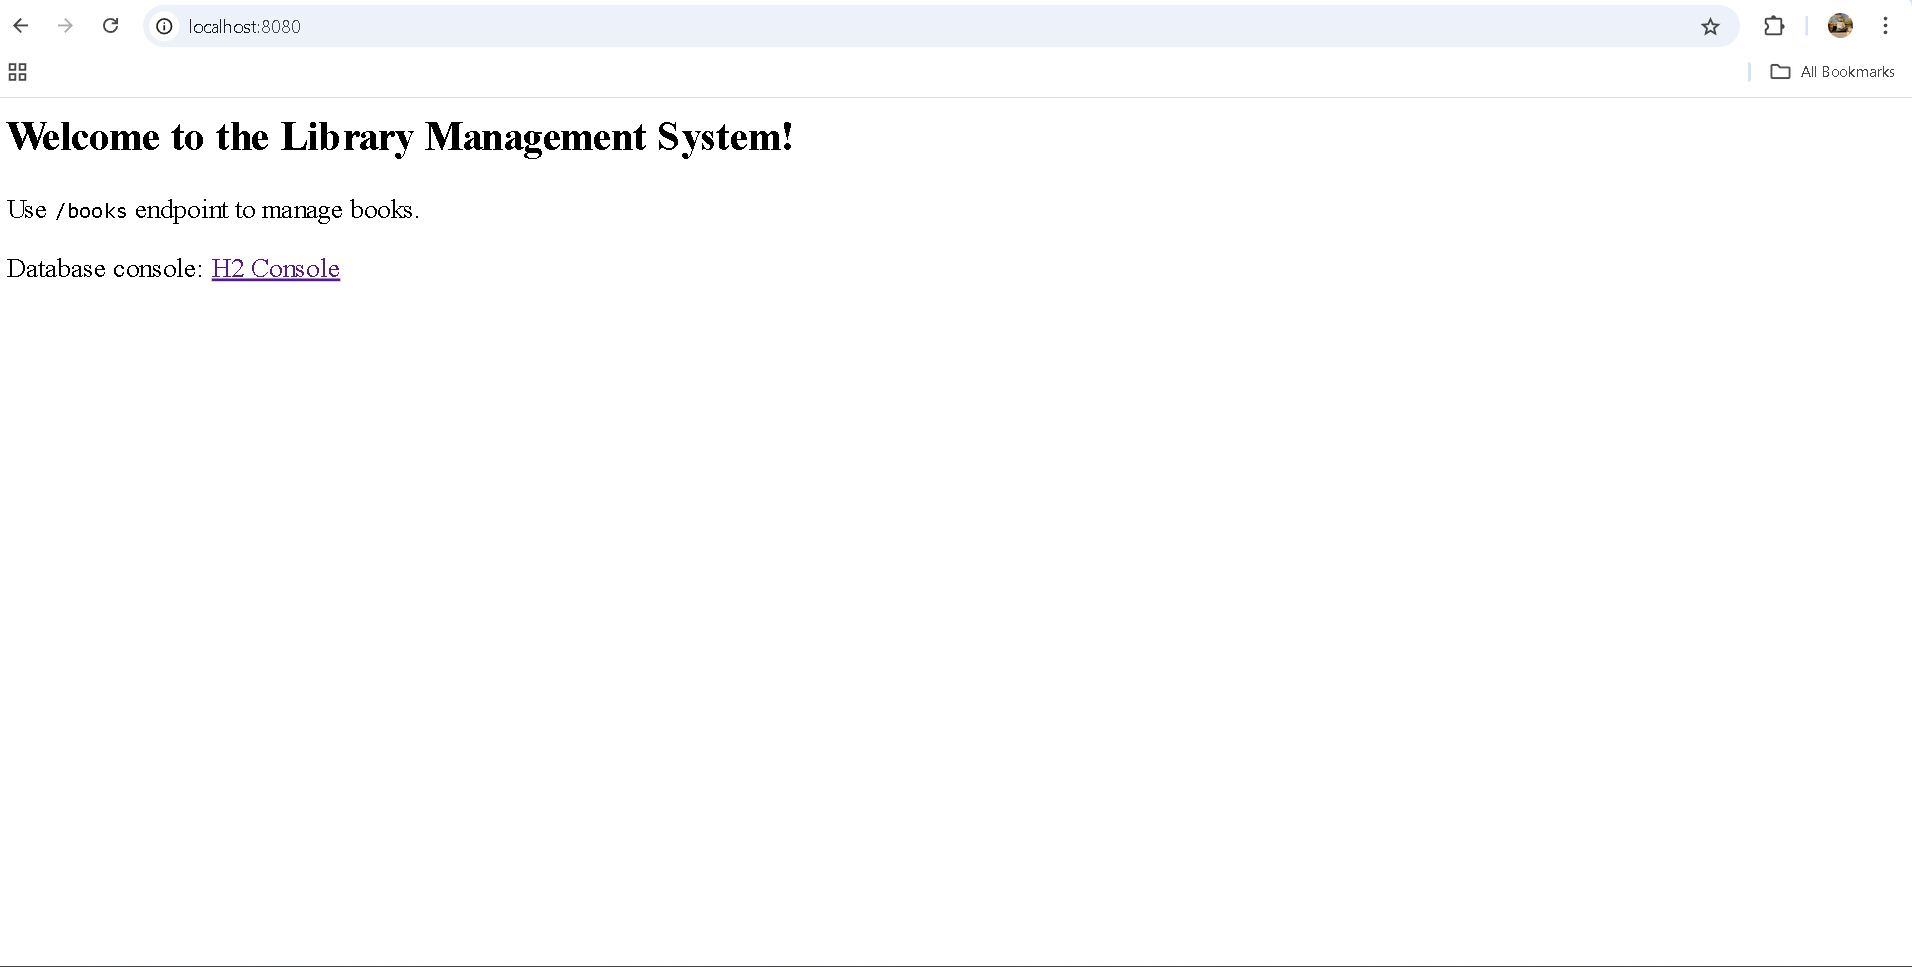 localhost:8080
All Bookmarks
Welcome to the Library Management System!
Use /books endpoint to manage books.
Database console: H2 Console